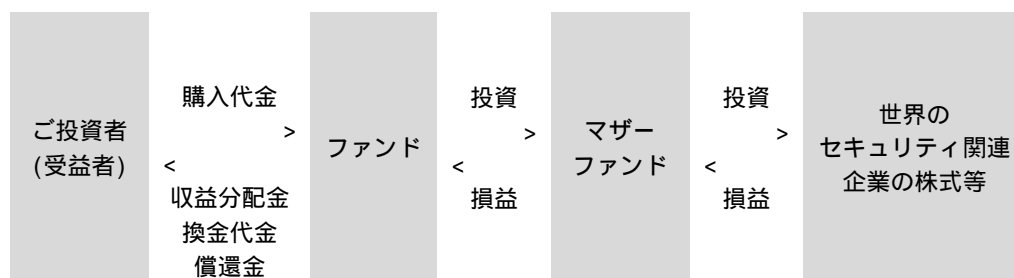 ご投資者
(受益者)
購入代金
>
<
収益分配金
換金代金
償還金
ファンド
投資
>
<
損益
マザー
ファンド
投資
>
<
損益
世界の
セキュリティ関連
企業の株式等